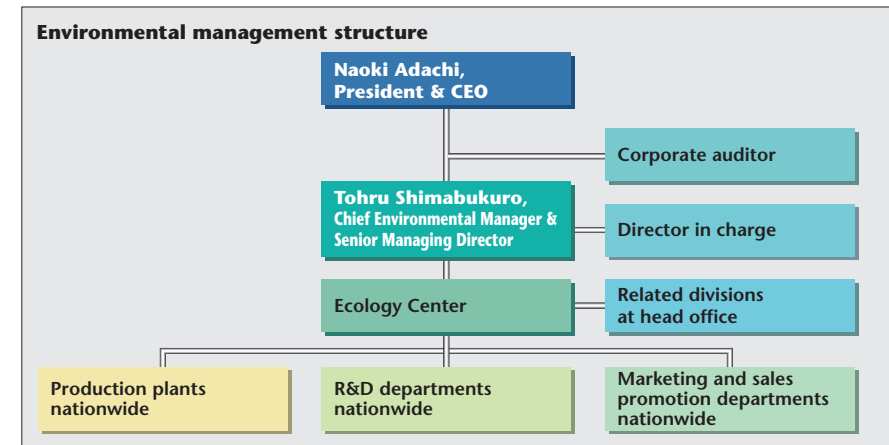 Environmental management structure
Naoki Adachi,
President & CEO
Corporate auditor
Tohru Shimabukuro,
Chief Environmental Manager &
Senior Managing Director
Director in charge
Ecology Center
Related divisions
at head office
Production plants
nationwide
R&D departments
nationwide
Marketing and sales
promotion departments
nationwide